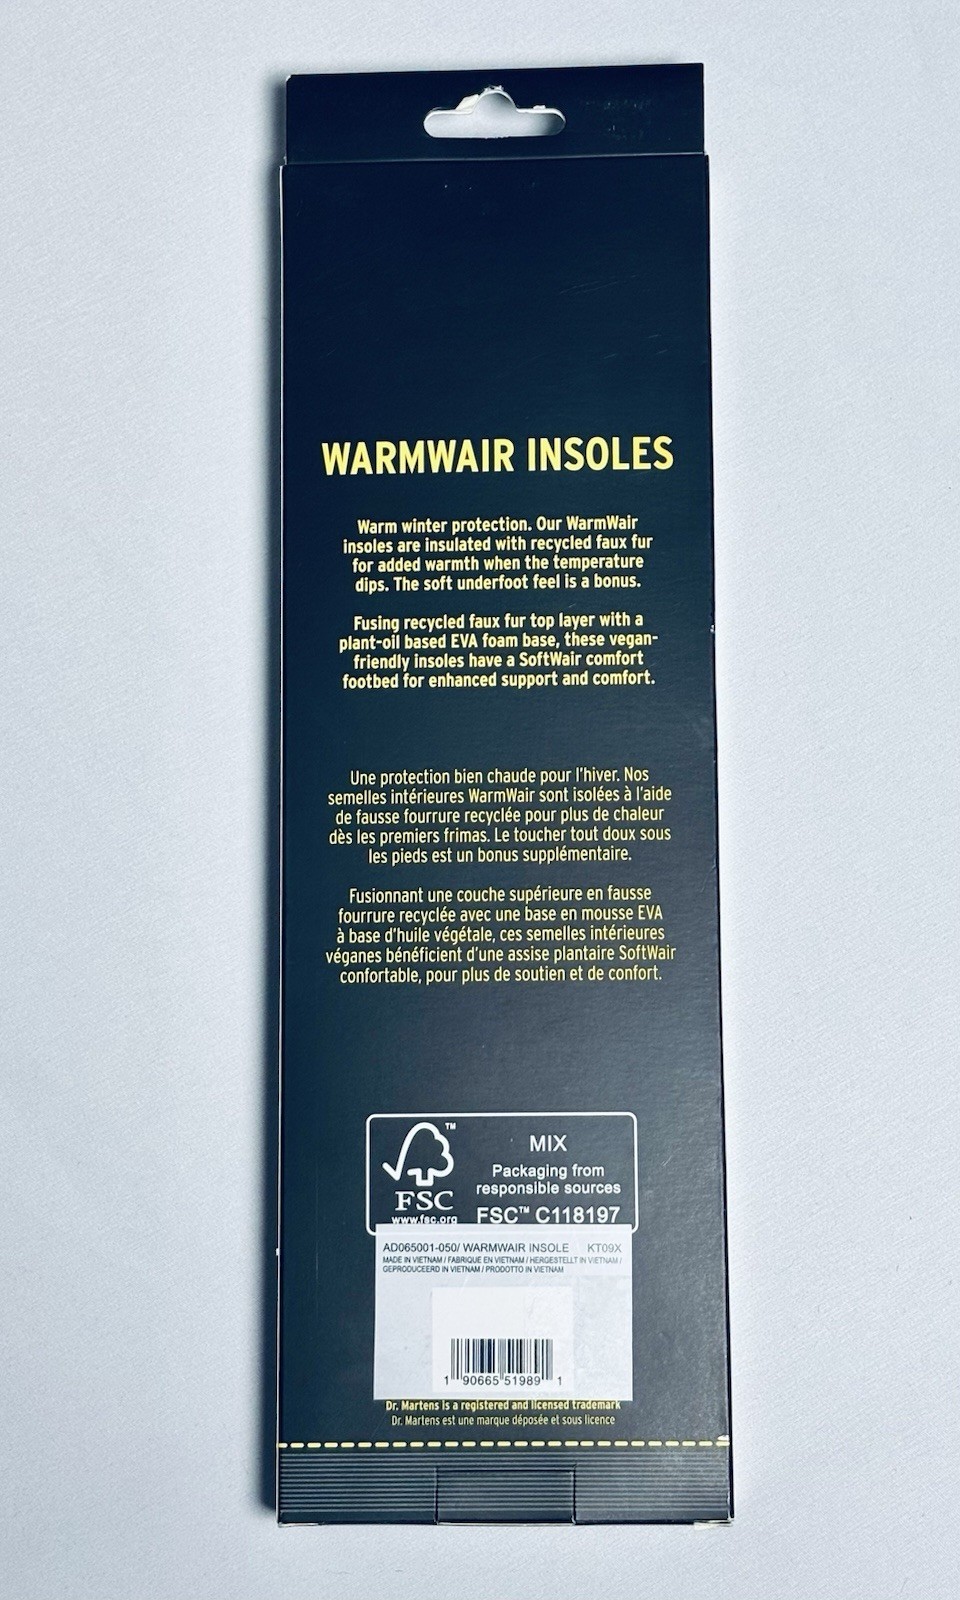 WARMWAIR INSOLES
Warm winter protection. Our WarmWair
insoles are insulated with recycled faux fur
for added warmth when the temperature
dips. The soft underfoot feel is a bonus.
Fusing recycled faux fur top layer with a
plant-oil based EVA foam base, these vegan-
friendly insoles have a SoftWair comfort
footbed for enhanced support and comfort.
Une protection bien chaude pour l'hiver. Nos
semelles intérieures WarmWair sont isolées à l'aide
de fausse fourrure recyclée pour plus de chaleur
dès les premiers frimas. Le toucher tout doux sous
les pieds est un bonus supplémentaire.
Fusionnant une couche supérieure en fausse
fourrure recyclée avec une base en mousse EVA
à base d'huile végétale, ces semelles intérieures
véganes bénéficient d'une assise plantaire SoftWair
confortable, pour plus de soutien et de confort.
TM
FSC
www.fsc.org
MIX
Packaging from
responsible sources
FSC™ C118197
AD065001-050/ WARMWAIR INSOLE KT09X
MADE IN VIETNAM / FABRIQUE EN VIETNAM / HERGESTELLT IN VIETNAM /
GEPRODUCEERD IN VIETNAM / PRODOTTO IN VIETNAM
1 90665 51989 1
Dr. Martens is a registered and licensed trademark
Dr. Martens est une marque déposée et sous licence